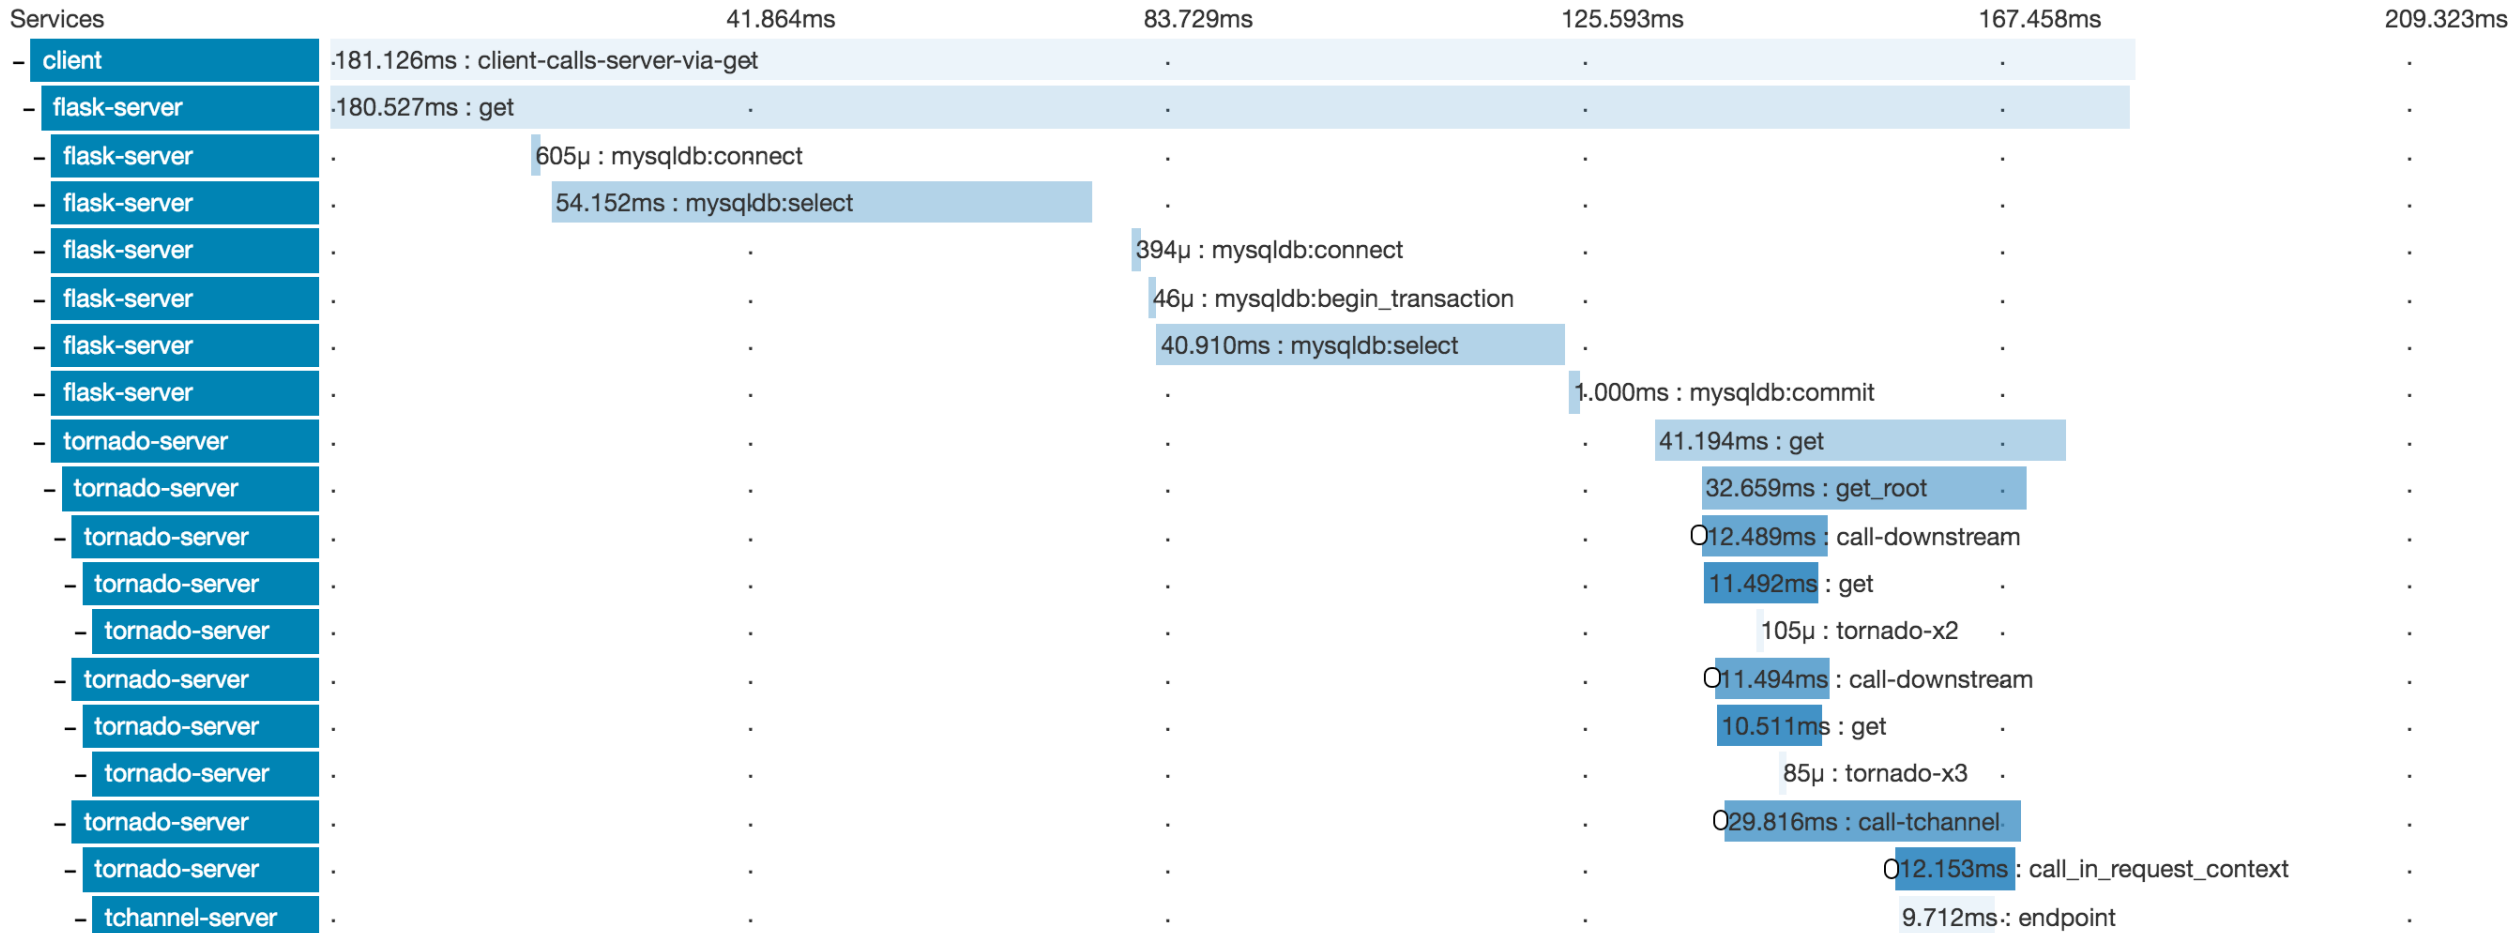 Services 41.864ms 83.729ms 125.593ms 167.458ms 209.323ms
– client 181.126ms : client-calls-server-via-get
– flask-server 180.527ms : get
– flask-server 605µ : mysqldb:connect
– flask-server 54.152ms : mysqldb:select
– flask-server 394µ : mysqldb:connect
– flask-server 46µ : mysqldb:begin_transaction
– flask-server 40.910ms : mysqldb:select
– flask-server 1.000ms : mysqldb:commit
– tornado-server 41.194ms : get
– tornado-server 32.659ms : get_root
– tornado-server 12.489ms : call-downstream
– tornado-server 11.492ms : get
– tornado-server 105µ : tornado-x2
– tornado-server 11.494ms : call-downstream
– tornado-server 10.511ms : get
– tornado-server 85µ : tornado-x3
– tornado-server 29.816ms : call-tchannel
– tornado-server 12.153ms : call_in_request_context
– tchannel-server 9.712ms : endpoint